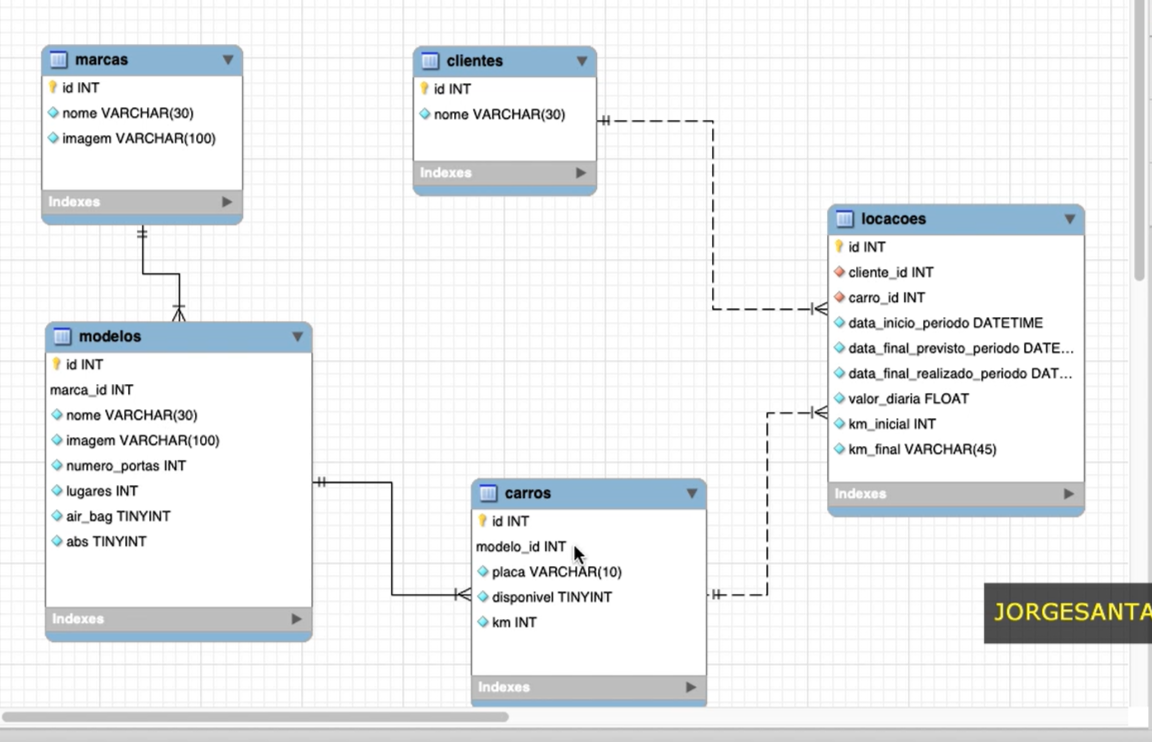 marcas
id INT
nome VARCHAR(30)
imagem VARCHAR(100)
Indexes
clientes
id INT
nome VARCHAR(30)
Indexes
locacoes
id INT
cliente_id INT
carro_id INT
data_inicio_periodo DATETIME
data_final_previsto_periodo DATE...
data_final_realizado_periodo DAT...
valor_diaria FLOAT
km_inicial INT
km_final VARCHAR(45)
Indexes
modelos
id INT
marca_id INT
nome VARCHAR(30)
imagem VARCHAR(100)
numero_portas INT
lugares INT
air_bag TINYINT
abs TINYINT
Indexes
carros
id INT
modelo_id INT
placa VARCHAR(10)
disponivel TINYINT
km INT
Indexes
JORGESANTA